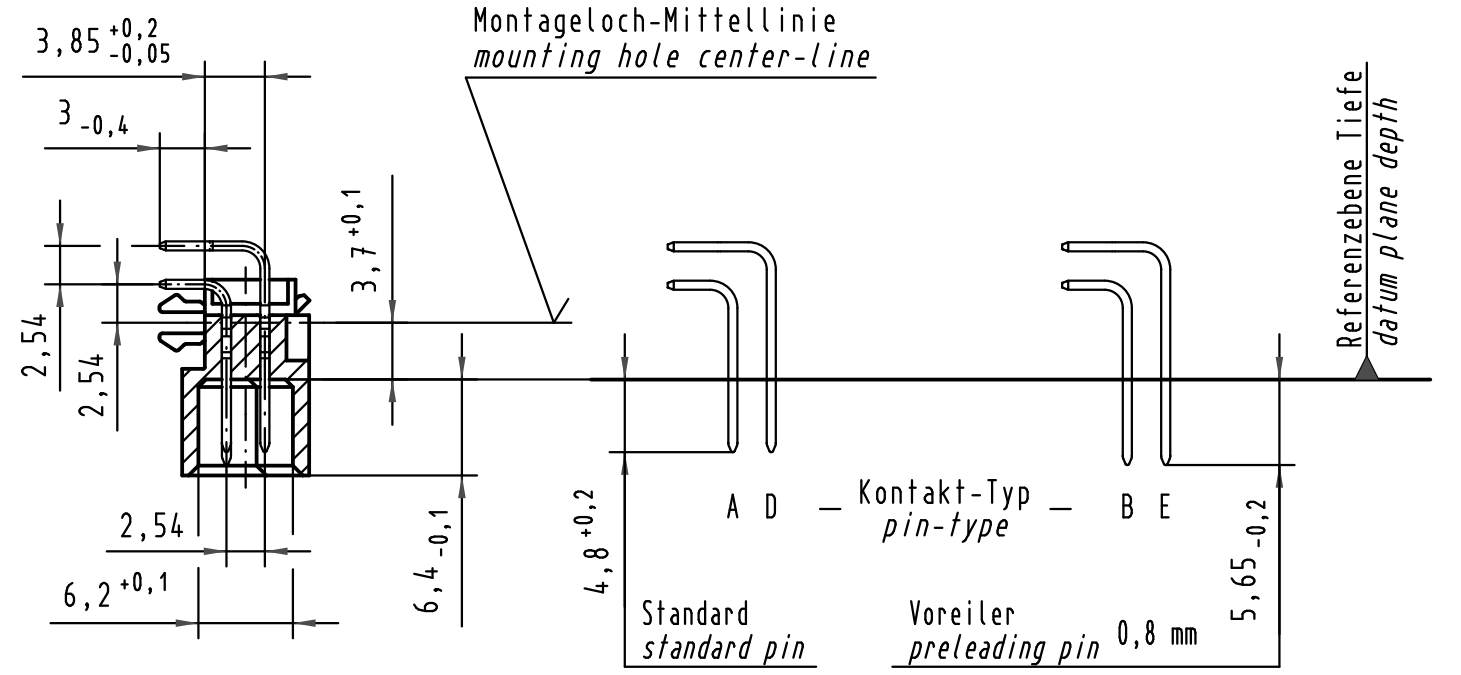 Montageloch-Mittellinie
mounting hole center-line
3,85 +0,2 -0,05
3 -0,4
3,7 +0,1
2,54
2,54
2,54
6,2 +0,1
6,4 -0,1
A D — Kontakt-Typ — B E
pin-type
4,8 +0,2
5,65 -0,2
Standard
standard pin
Voreiler
preleading pin 0,8 mm
Referenzebene Tiefe
datum plane depth